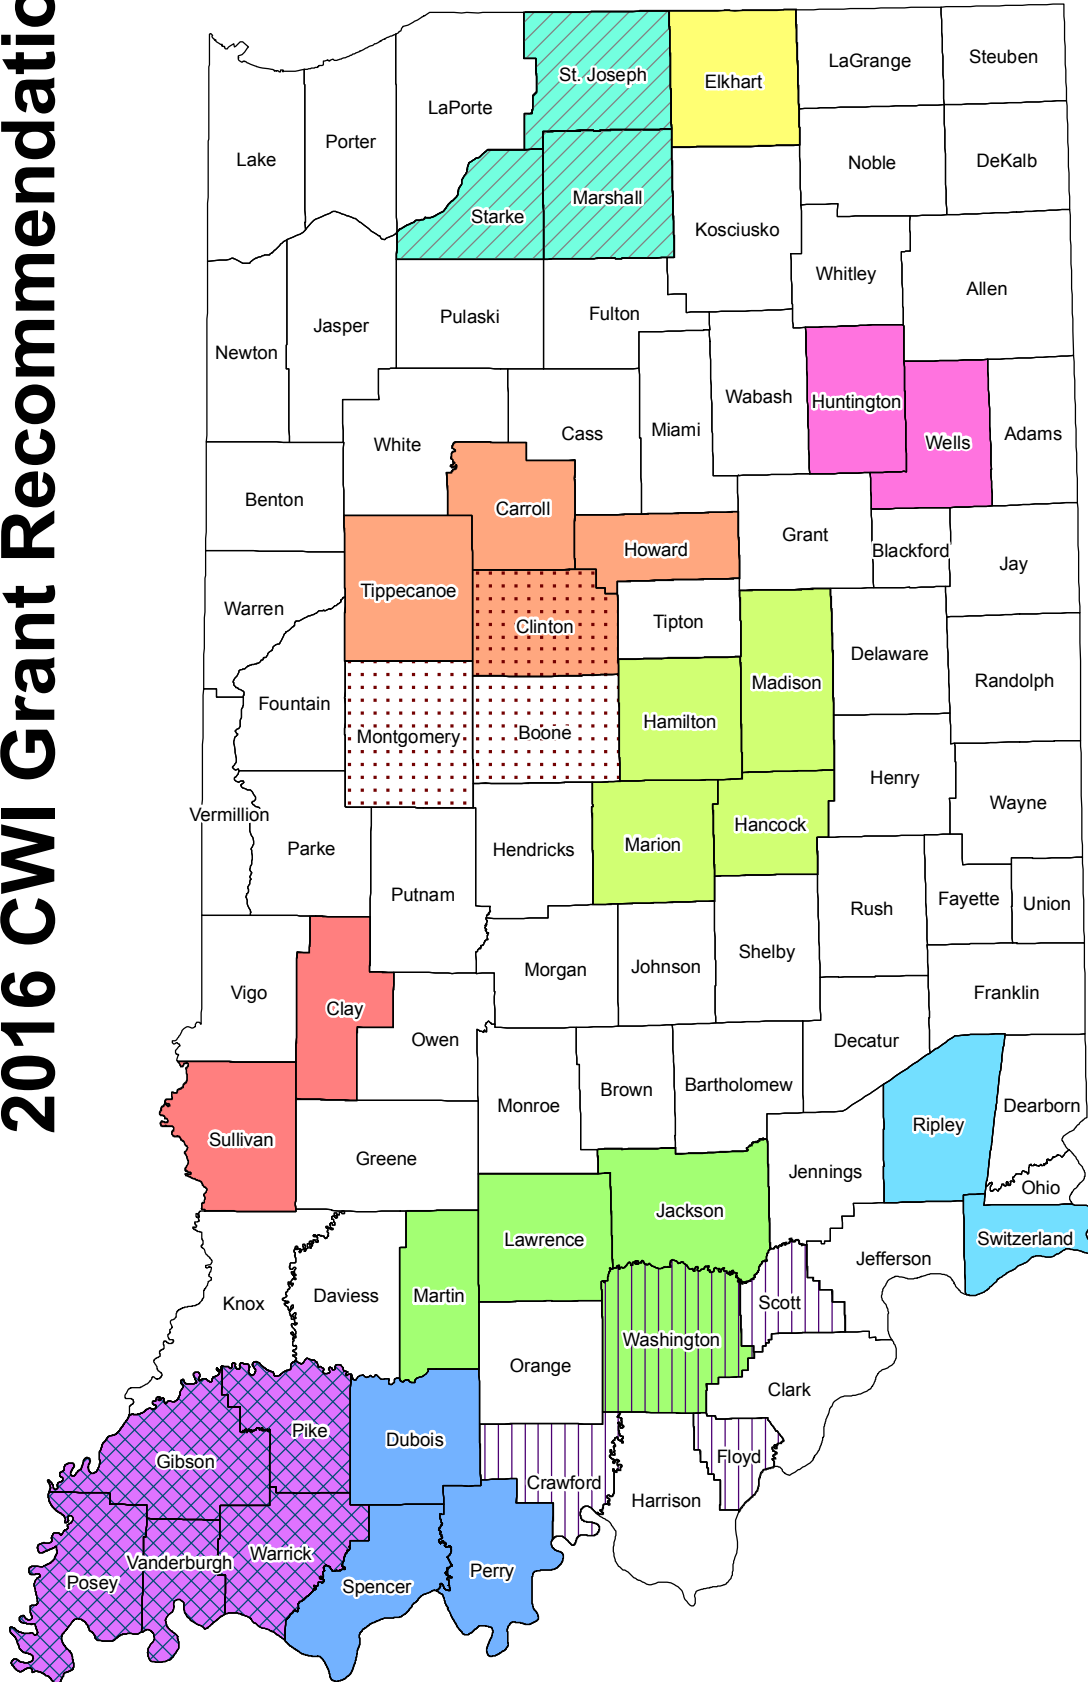 2016 CWI Grant Recommendatio
St. Joseph
Elkhart
LaGrange
Steuben
LaPorte
Porter
Lake
Noble
DeKalb
Starke
Marshall
Kosciusko
Whitley
Allen
Pulaski
Fulton
Jasper
Newton
Wabash
Huntington
Wells
Adams
White
Cass
Miami
Benton
Carroll
Howard
Grant
Blackford
Jay
Warren
Tippecanoe
Clinton
Tipton
Madison
Delaware
Randolph
Fountain
Montgomery
Boone
Hamilton
Henry
Wayne
Vermillion
Parke
Putnam
Hendricks
Marion
Hancock
Rush
Fayette
Union
Vigo
Clay
Owen
Morgan
Johnson
Shelby
Franklin
Decatur
Sullivan
Greene
Monroe
Brown
Bartholomew
Jennings
Ripley
Dearborn
Ohio
Switzerland
Jefferson
Jackson
Lawrence
Martin
Daviess
Knox
Scott
Washington
Orange
Clark
Gibson
Pike
Dubois
Crawford
Floyd
Harrison
Posey
Vanderburgh
Warrick
Spencer
Perry